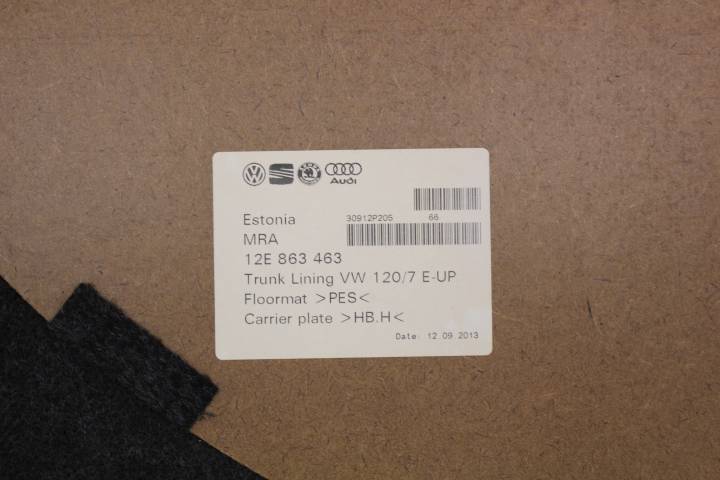 Audi
66
30912P205
Estonia
MRA
12E 863 463
Trunk Lining VW 120/7 E-UP
Floormat >PES<
Carrier plate >HB.H<
Date: 12.09.2013